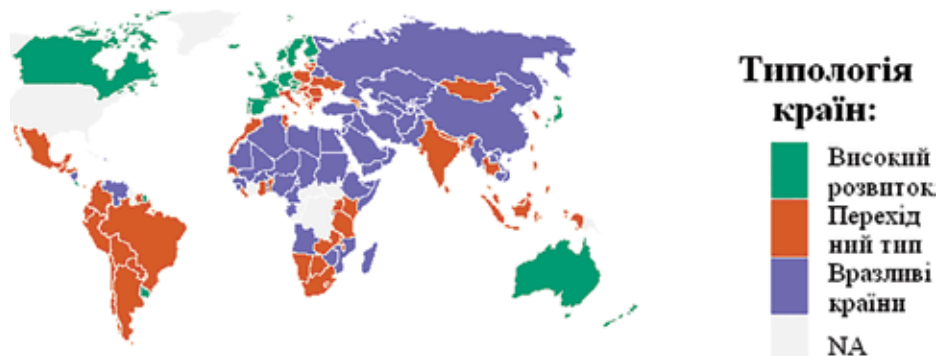 Типологія
країн:
Високий
розвиток
Перехід
ний тип
Вразливі
країни
NA